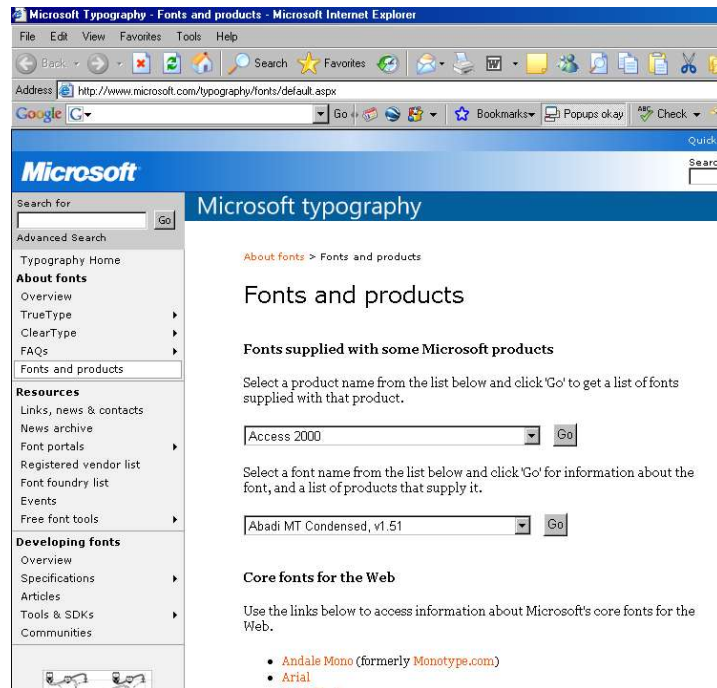 Microsoft Typography - Fonts and products - Microsoft Internet Explorer
File Edit View Favorites Tools Help
Back Search Favorites
Address http://www.microsoft.com/typography/fonts/default.aspx
Google G Go Bookmarks Popups okay ABC Check
Quick
Microsoft
Searc
Search for
Go
Advanced Search
Microsoft typography
Typography Home
About fonts
Overview
TrueType
ClearType
FAQs
Fonts and products
Resources
Links, news & contacts
News archive
Font portals
Registered vendor list
Font foundry list
Events
Free font tools
Developing fonts
Overview
Specifications
Articles
Tools & SDKs
Communities
About fonts > Fonts and products
Fonts and products
Fonts supplied with some Microsoft products
Select a product name from the list below and click 'Go' to get a list of fonts
supplied with that product.
Access 2000 Go
Select a font name from the list below and click 'Go' for information about the
font, and a list of products that supply it.
Abadi MT Condensed, v1.51 Go
Core fonts for the Web
Use the links below to access information about Microsoft's core fonts for the
Web.
• Andale Mono (formerly Monotype.com)
• Arial